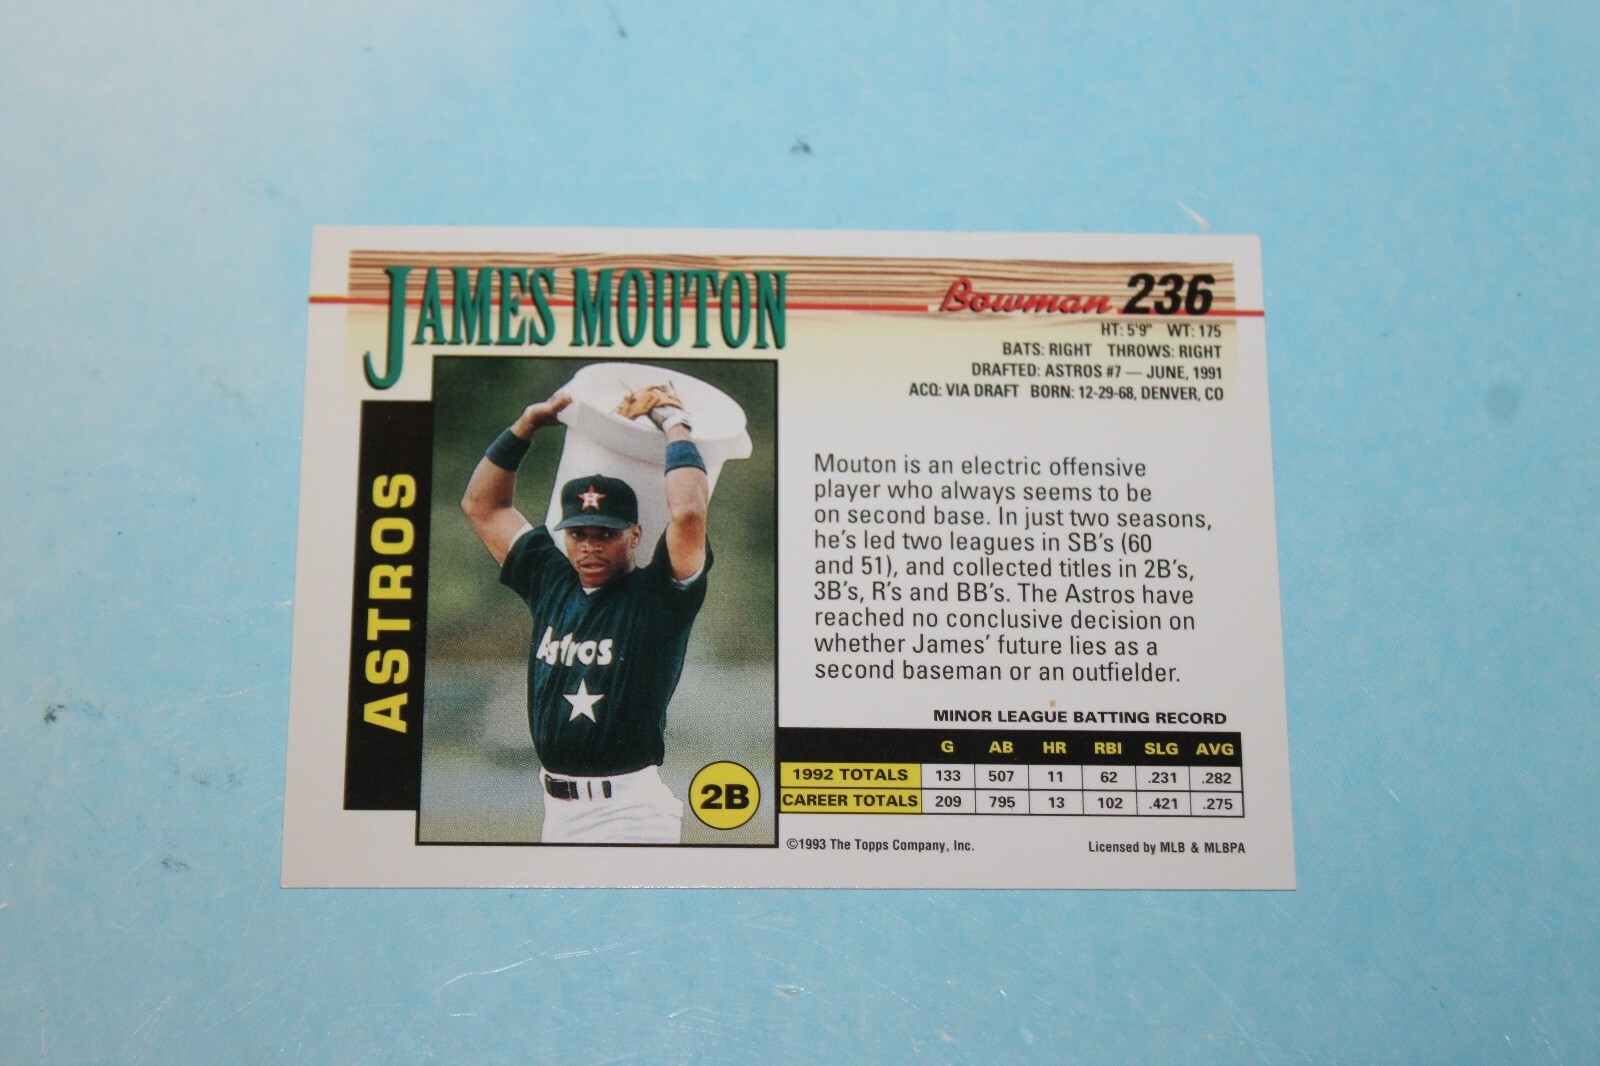 JAMES MOUTON
Bowman 236
HT: 5'9" WT: 175
BATS: RIGHT THROWS: RIGHT
DRAFTED: ASTROS #7 — JUNE, 1991
ACQ: VIA DRAFT BORN: 12-29-68, DENVER, CO
ASTROS
H
Astros
2B
Mouton is an electric offensive
player who always seems to be
on second base. In just two seasons,
he's led two leagues in SB's (60
and 51), and collected titles in 2B's,
3B's, R's and BB's. The Astros have
reached no conclusive decision on
whether James' future lies as a
second baseman or an outfielder.
MINOR LEAGUE BATTING RECORD
G AB HR RBI SLG AVG
1992 TOTALS 133 507 11 62 .231 .282
CAREER TOTALS 209 795 13 102 .421 .275
©1993 The Topps Company, Inc. Licensed by MLB & MLBPA